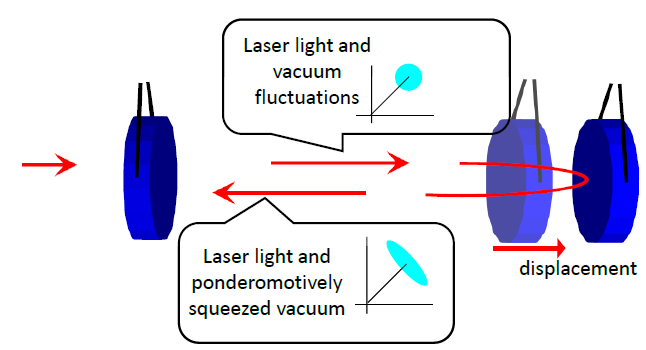 Laser light and
vacuum
fluctuations
Laser light and
ponderomotively
squeezed vacuum
displacement